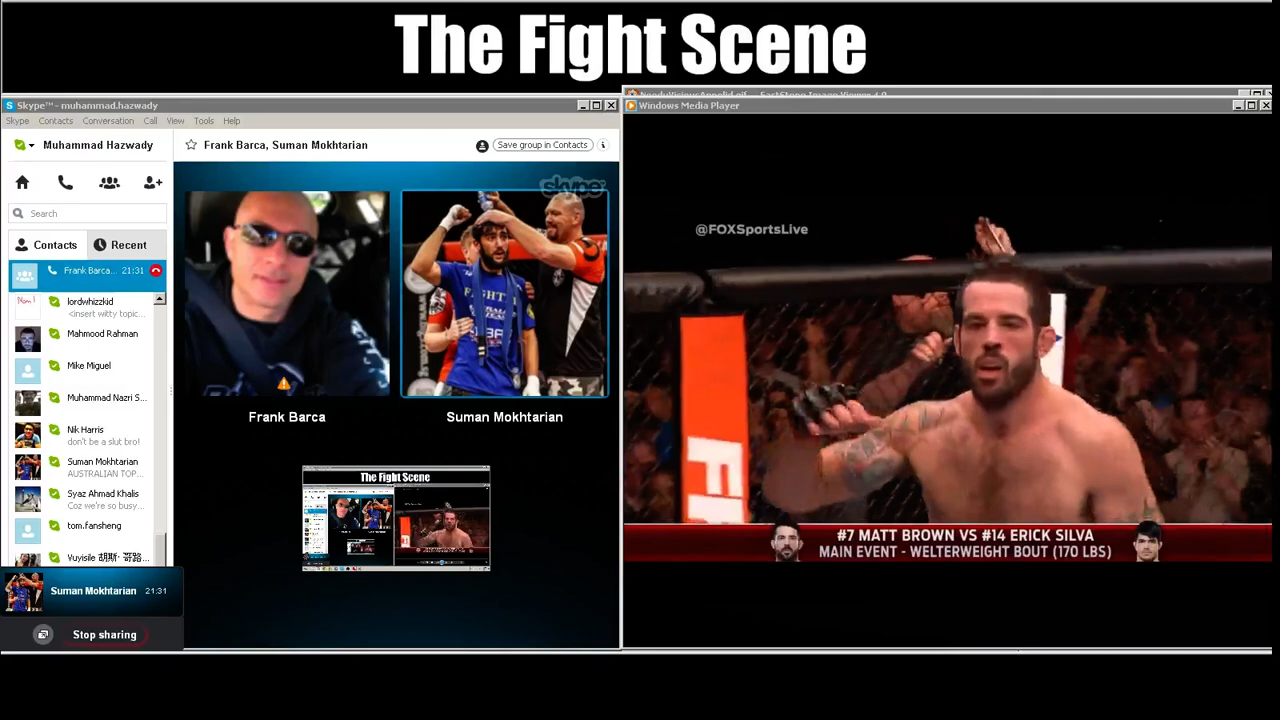 The Fight Scene
Skype™ - muhammad.hazwady
Windows Media Player
Skype Contacts Conversation Call View Tools Help
Muhammad Hazwady
Frank Barca, Suman Mokhtarian
Save group in Contacts
skype
Search
Contacts
Recent
Frank Barca... 21:31
lordwhizzkid
<insert witty topic...
Mahmood Rahman
Mike Miguel
Muhammad Nazri S...
Nik Harris
don't be a slut bro!
Suman Mokhtarian
AUSTRALIAN TOP...
Syaz Ahmad Khalis
Coz we're so busy...
tom.fansheng
Suman Mokhtarian 21:31
Stop sharing
Frank Barca
Suman Mokhtarian
The Fight Scene
@FOXSportsLive
#7 MATT BROWN VS #14 ERICK SILVA
MAIN EVENT - WELTERWEIGHT BOUT (170 LBS)